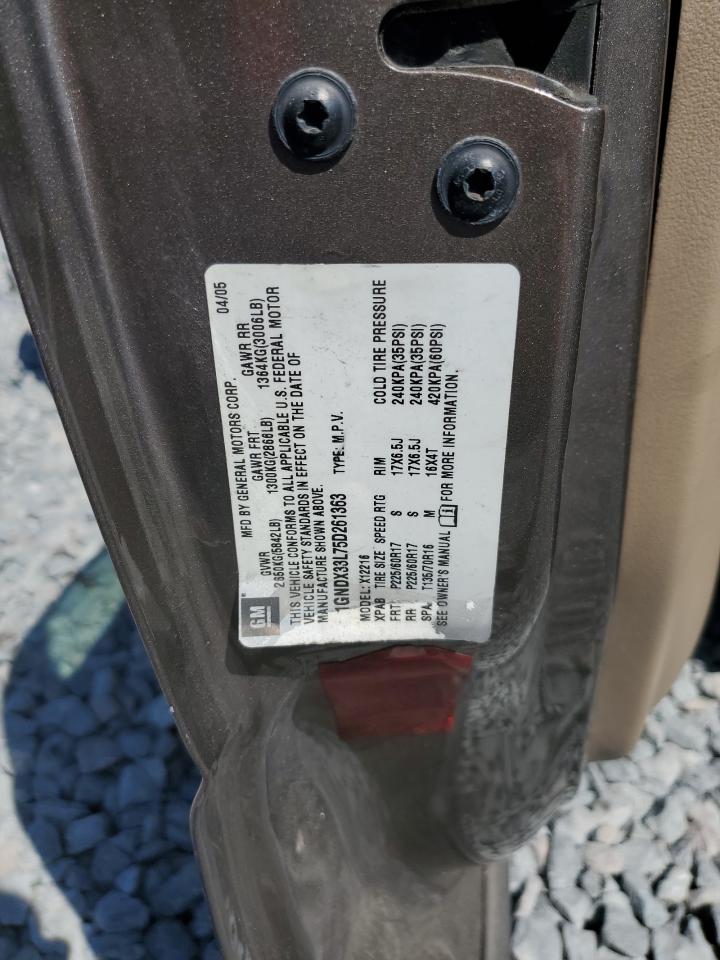 GM
MFD BY GENERAL MOTORS CORP. 04/05
GVWR GAWR FRT GAWR RR
2650KG(5842LB) 1300KG(2868LB) 1364KG(3006LB)
THIS VEHICLE CONFORMS TO ALL APPLICABLE U.S. FEDERAL MOTOR
VEHICLE SAFETY STANDARDS IN EFFECT ON THE DATE OF
MANUFACTURE SHOWN ABOVE.
1GNDX33L75D261363 TYPE: M.P.V.
MODEL: X12216
XPAB TIRE SIZE SPEED RTG RIM COLD TIRE PRESSURE
FRT: P225/60R17 S 17X6.5J 240KPA(35PSI)
RR P225/60R17 S 17X6.5J 240KPA(35PSI)
SPA: T135/70R16 M 16X4T 420KPA(60PSI)
SEE OWNER'S MANUAL FOR MORE INFORMATION.